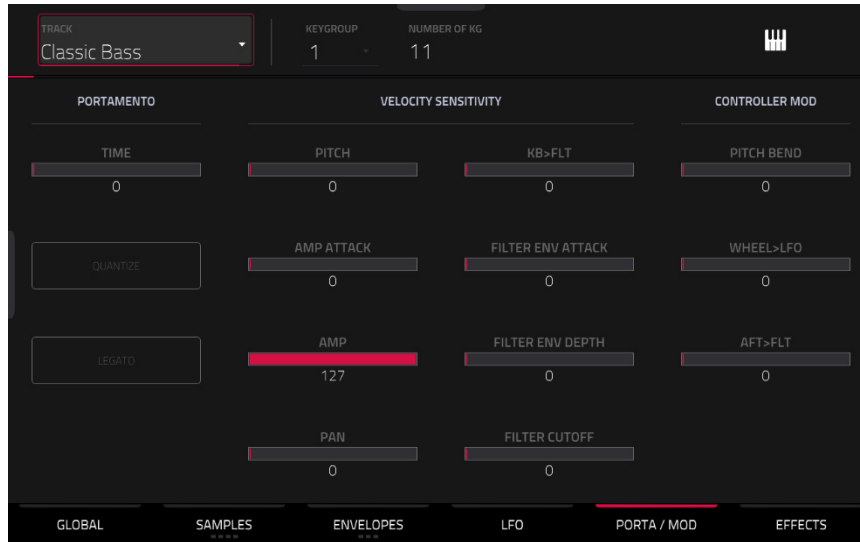 TRACK KEYGROUP NUMBER OF KG
Classic Bass 1 11
PORTAMENTO VELOCITY SENSITIVITY CONTROLLER MOD
TIME PITCH KB>FLT PITCH BEND
0 0 0 0
AMP ATTACK FILTER ENV ATTACK WHEEL>LFO
QUANTIZE
0 0 0
AMP FILTER ENV DEPTH AFT>FLT
LEGATO
127 0 0
PAN FILTER CUTOFF
0 0
GLOBAL SAMPLES ENVELOPES LFO PORTA / MOD EFFECTS